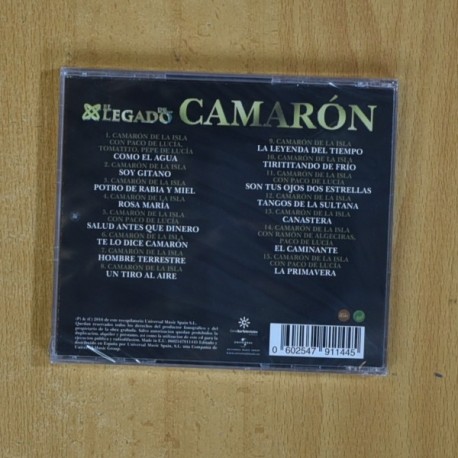 EL LEGADO DE CAMARÓN
1. CAMARÓN DE LA ISLA
CON PACO DE LUCÍA,
TOMATITO, PEPE DE LUCÍA
COMO EL AGUA
2. CAMARÓN DE LA ISLA
SOY GITANO
3. CAMARÓN DE LA ISLA
POTRO DE RABIA Y MIEL
4. CAMARÓN DE LA ISLA
ROSA MARÍA
5. CAMARÓN DE LA ISLA
CON PACO DE LUCÍA
SALUD ANTES QUE DINERO
6. CAMARÓN DE LA ISLA
TE LO DICE CAMARÓN
7. CAMARÓN DE LA ISLA
HOMBRE TERRESTRE
8. CAMARÓN DE LA ISLA
UN TIRO AL AIRE
9. CAMARÓN DE LA ISLA
LA LEYENDA DEL TIEMPO
10. CAMARÓN DE LA ISLA
TIRITITANDO DE FRÍO
11. CAMARÓN DE LA ISLA
CON PACO DE LUCÍA
SON TUS OJOS DOS ESTRELLAS
12. CAMARÓN DE LA ISLA
TANGOS DE LA SULTANA
13. CAMARÓN DE LA ISLA
CANASTERA
14. CAMARÓN DE LA ISLA
CON RAMÓN DE ALGECIRAS,
PACO DE LUCÍA
EL CAMINANTE
15. CAMARÓN DE LA ISLA
CON PACO DE LUCÍA
LA PRIMAVERA
0 602547 911445